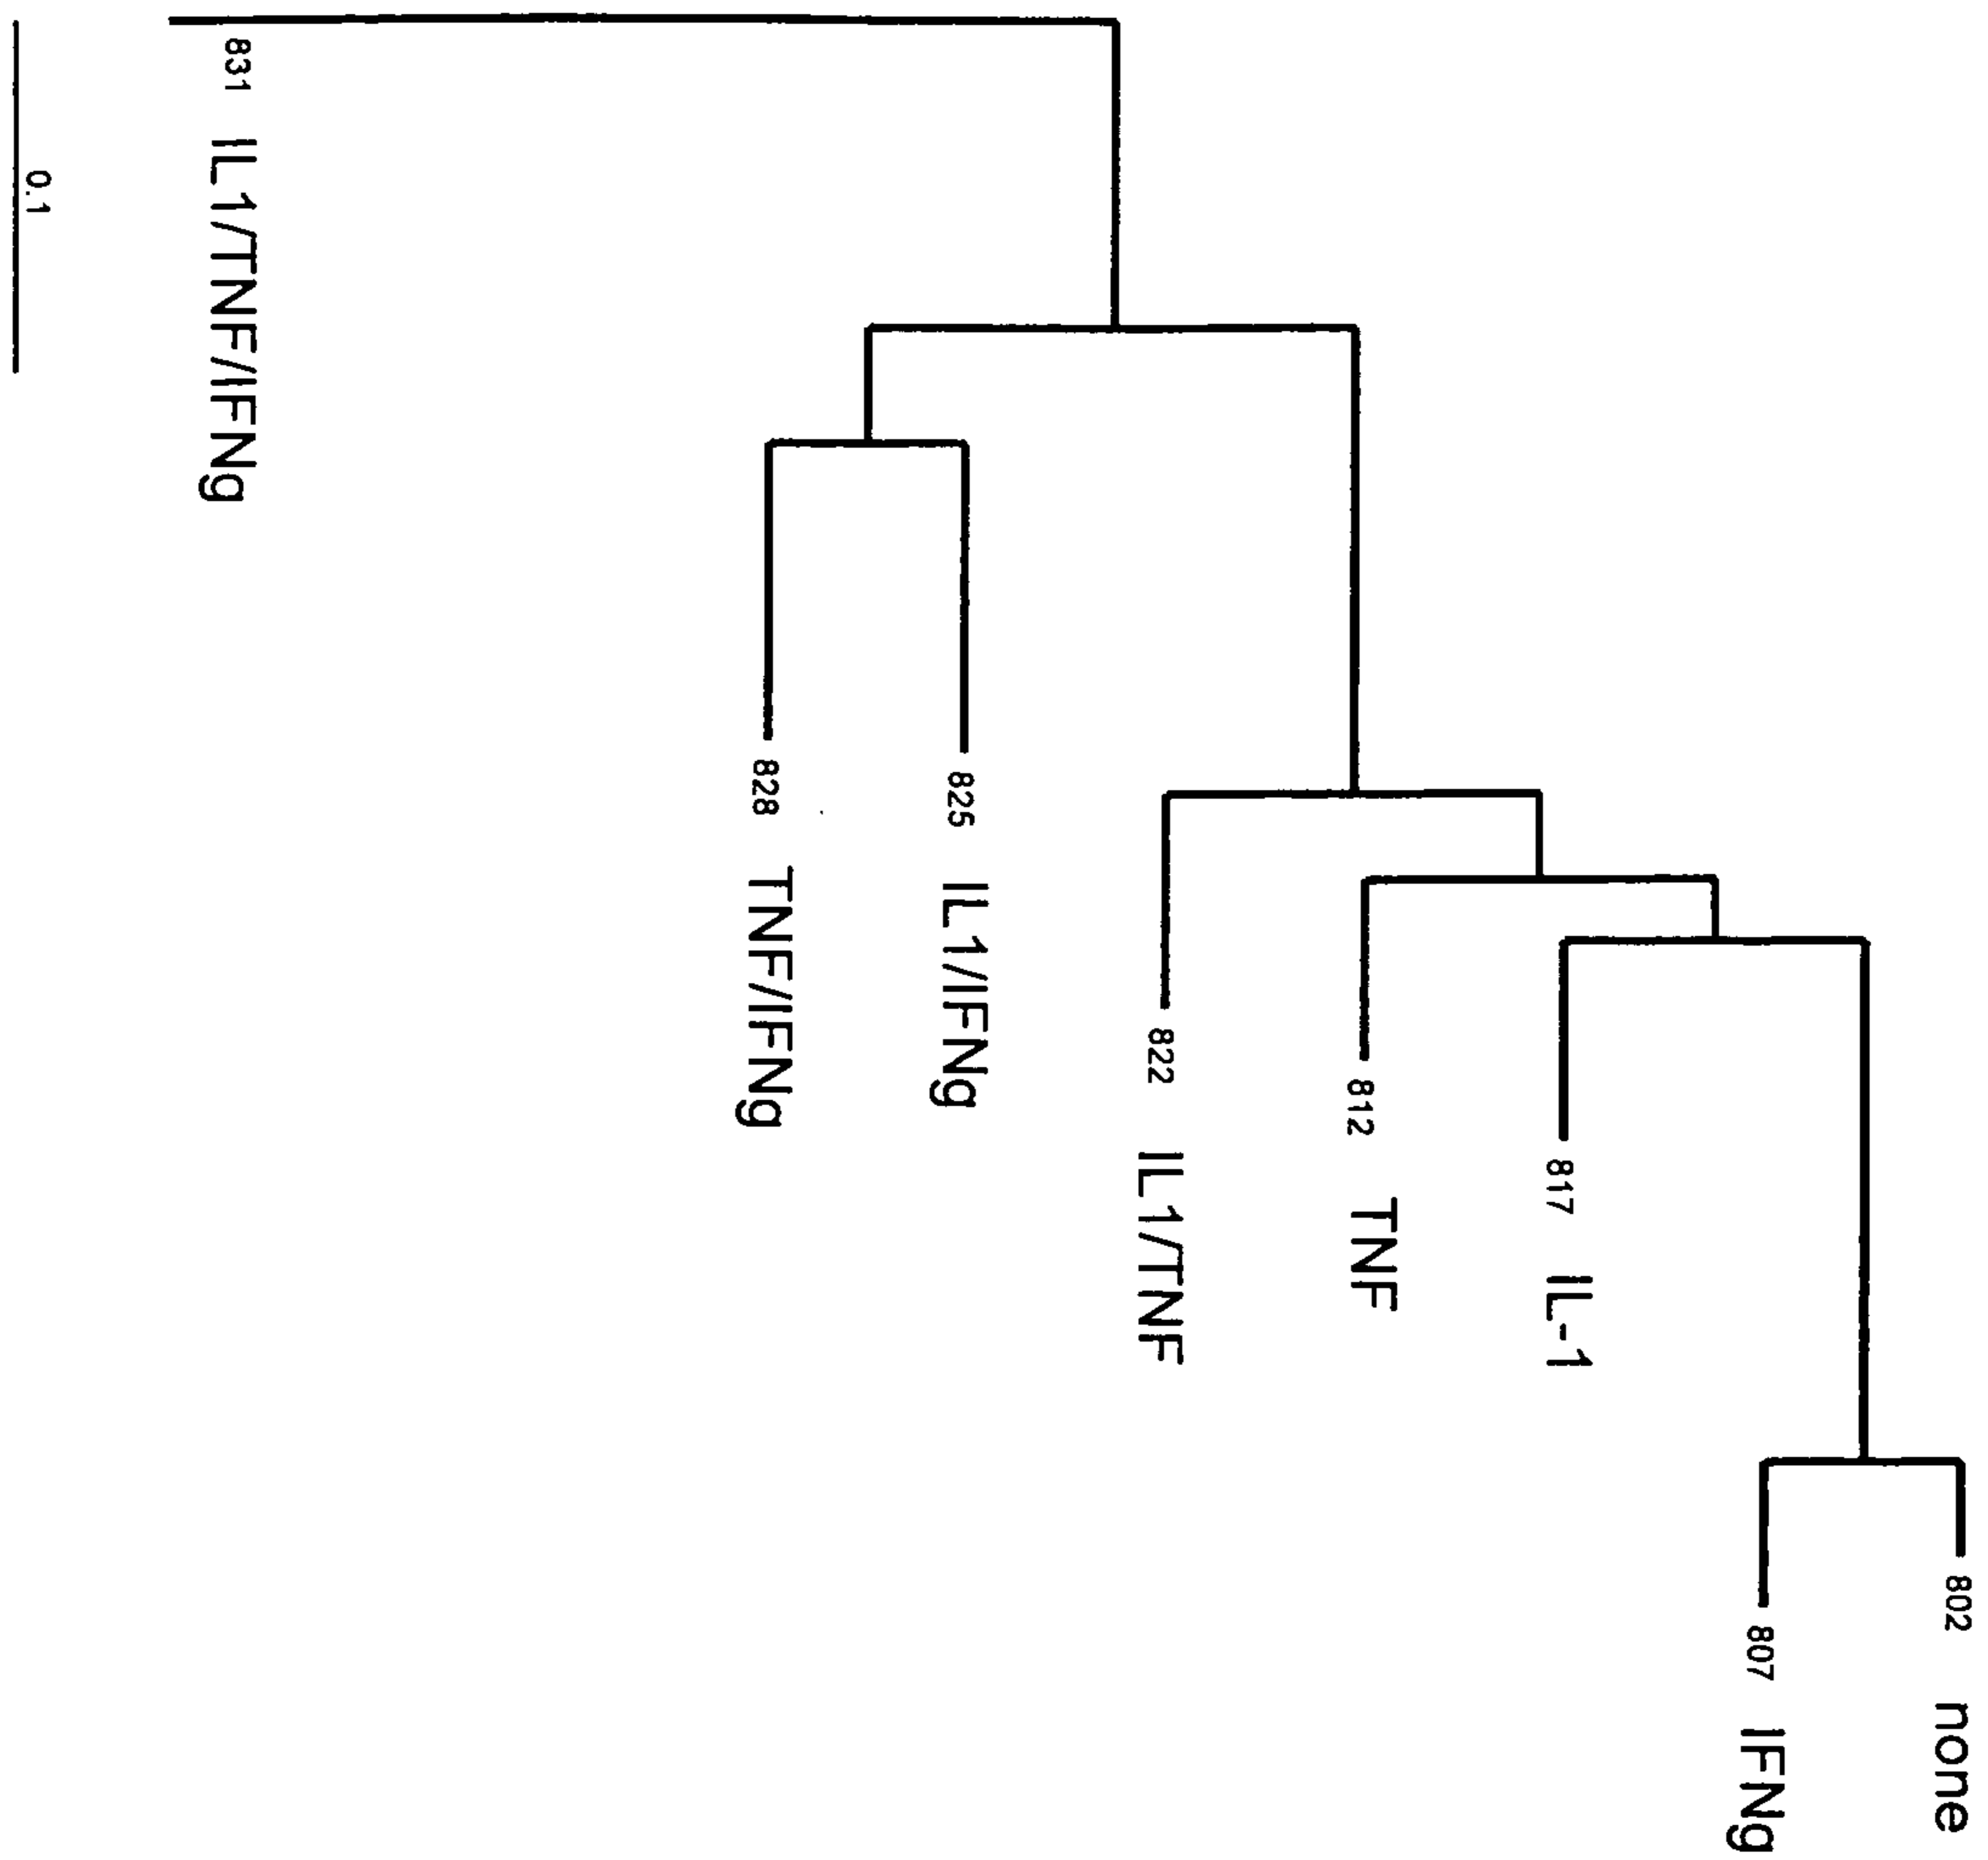 0.1
831 IL1/TNF/IFNg
828 TNF/IFNg
825 IL1/IFNg
822 IL1/TNF
812 TNF
817 IL-1
807 IFNg
802 none